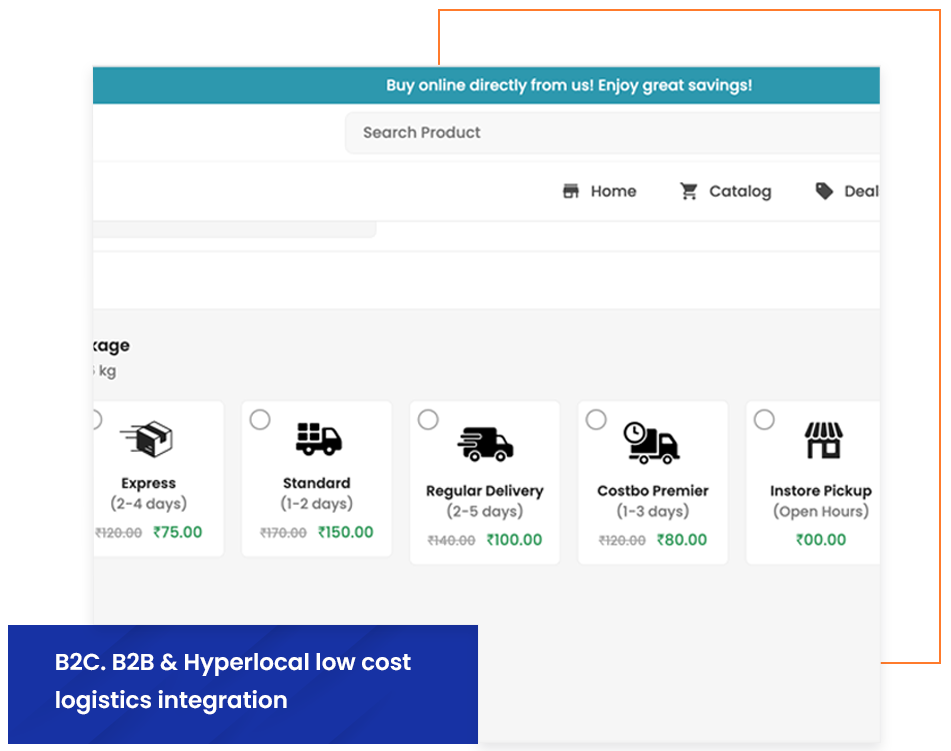 Buy online directly from us! Enjoy great savings!
Search Product
Home Catalog Deal
kage
kg
Express
(2-4 days)
₹120.00 ₹75.00
Standard
(1-2 days)
₹170.00 ₹150.00
Regular Delivery
(2-5 days)
₹140.00 ₹100.00
Costbo Premier
(1-3 days)
₹120.00 ₹80.00
Instore Pickup
(Open Hours)
₹00.00
B2C. B2B & Hyperlocal low cost
logistics integration